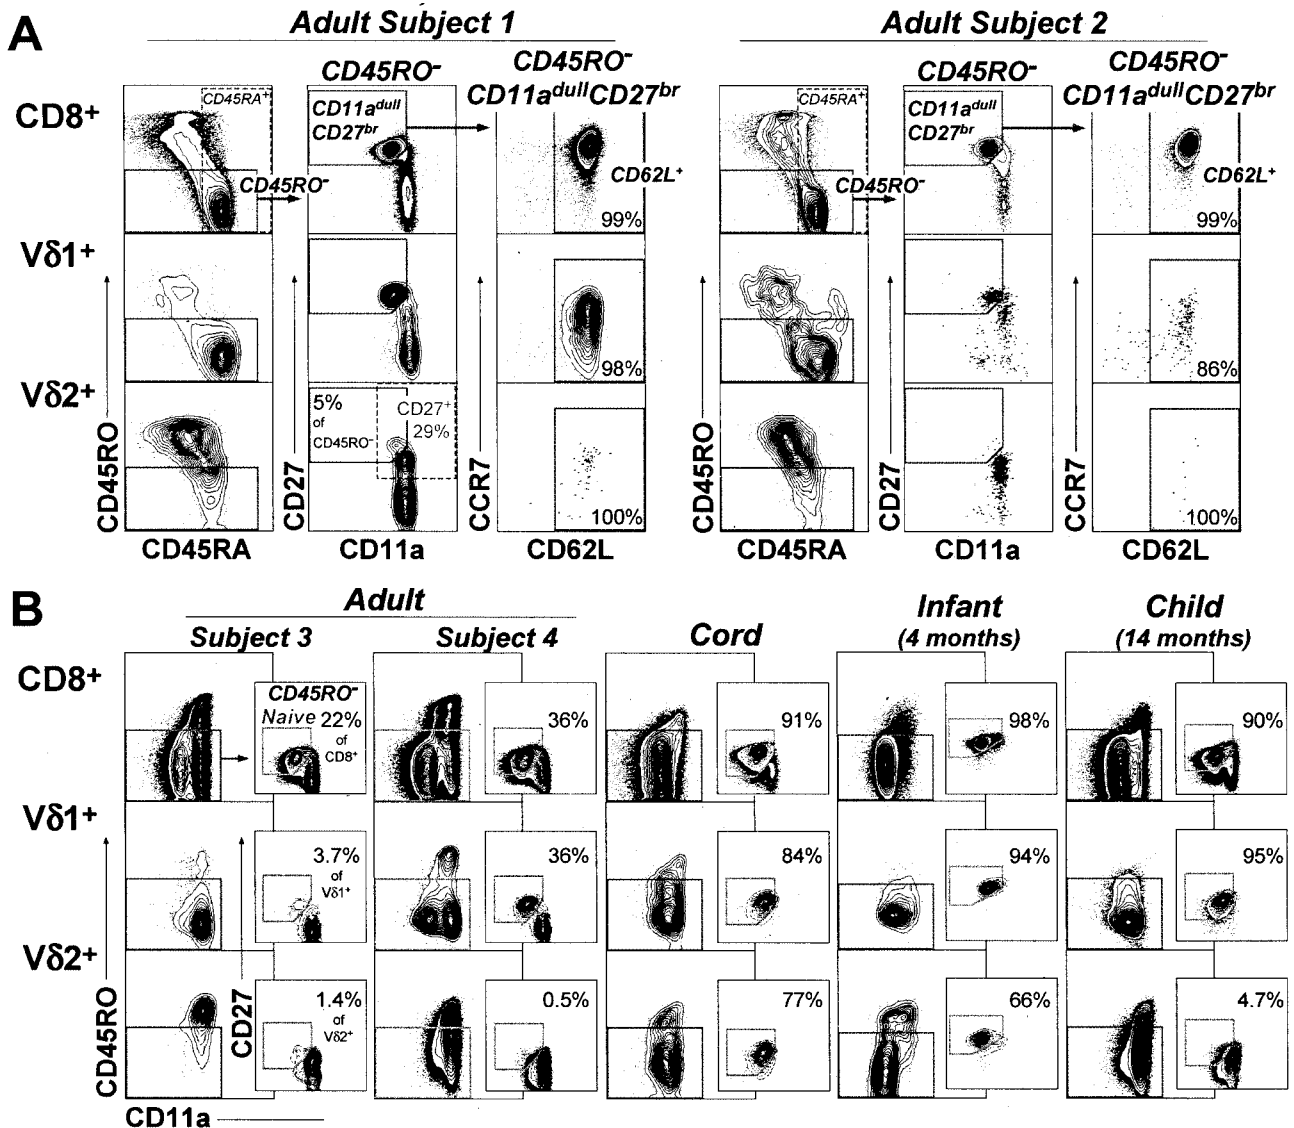 A
Adult Subject 1
Adult Subject 2
CD45RO-
CD45RO-
CD11adullCD27br
CD45RO-
CD45RO-
CD11adullCD27br
CD8+
CD45RA+
CD11adull
CD27br
CD45RO-
CD62L+
99%
CD45RA+
CD11adull
CD27br
CD45RO-
CD62L+
99%
Vδ1+
98%
86%
Vδ2+
5%
of
CD45RO-
CD27+
29%
100%
100%
CD45RO
CD27
CCR7
CD45RO
CD27
CCR7
CD45RA
CD11a
CD62L
CD45RA
CD11a
CD62L
B
Adult
Subject 3
Subject 4
Cord
Infant
(4 months)
Child
(14 months)
CD8+
CD45RO-
Naive 22%
of
CD8+
36%
91%
98%
90%
Vδ1+
3.7%
of
Vδ1+
36%
84%
94%
95%
Vδ2+
1.4%
of
Vδ2+
0.5%
77%
66%
4.7%
CD45RO
CD27
CD11a